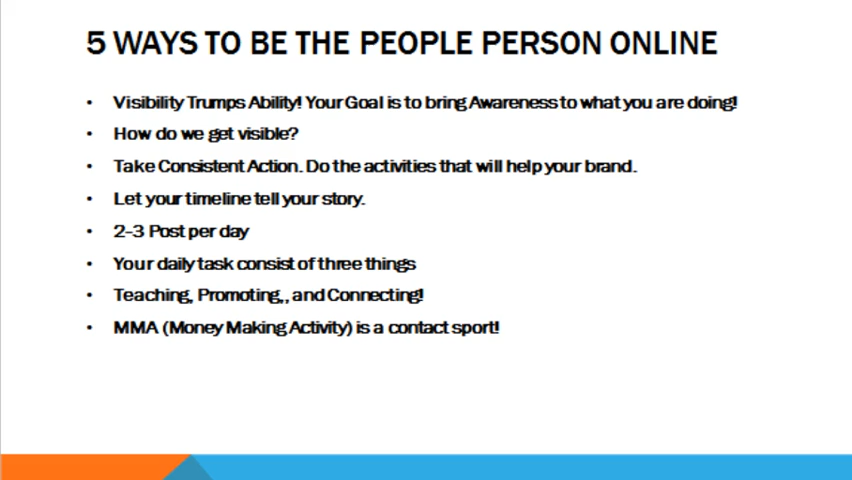 5 WAYS TO BE THE PEOPLE PERSON ONLINE
• Visibility Trumps Ability! Your Goal is to bring Awareness to what you are doing!
• How do we get visible?
• Take Consistent Action. Do the activities that will help your brand.
• Let your timeline tell your story.
• 2-3 Post per day
• Your daily task consist of three things
• Teaching, Promoting,, and Connecting!
• MMA (Money Making Activity) is a contact sport!